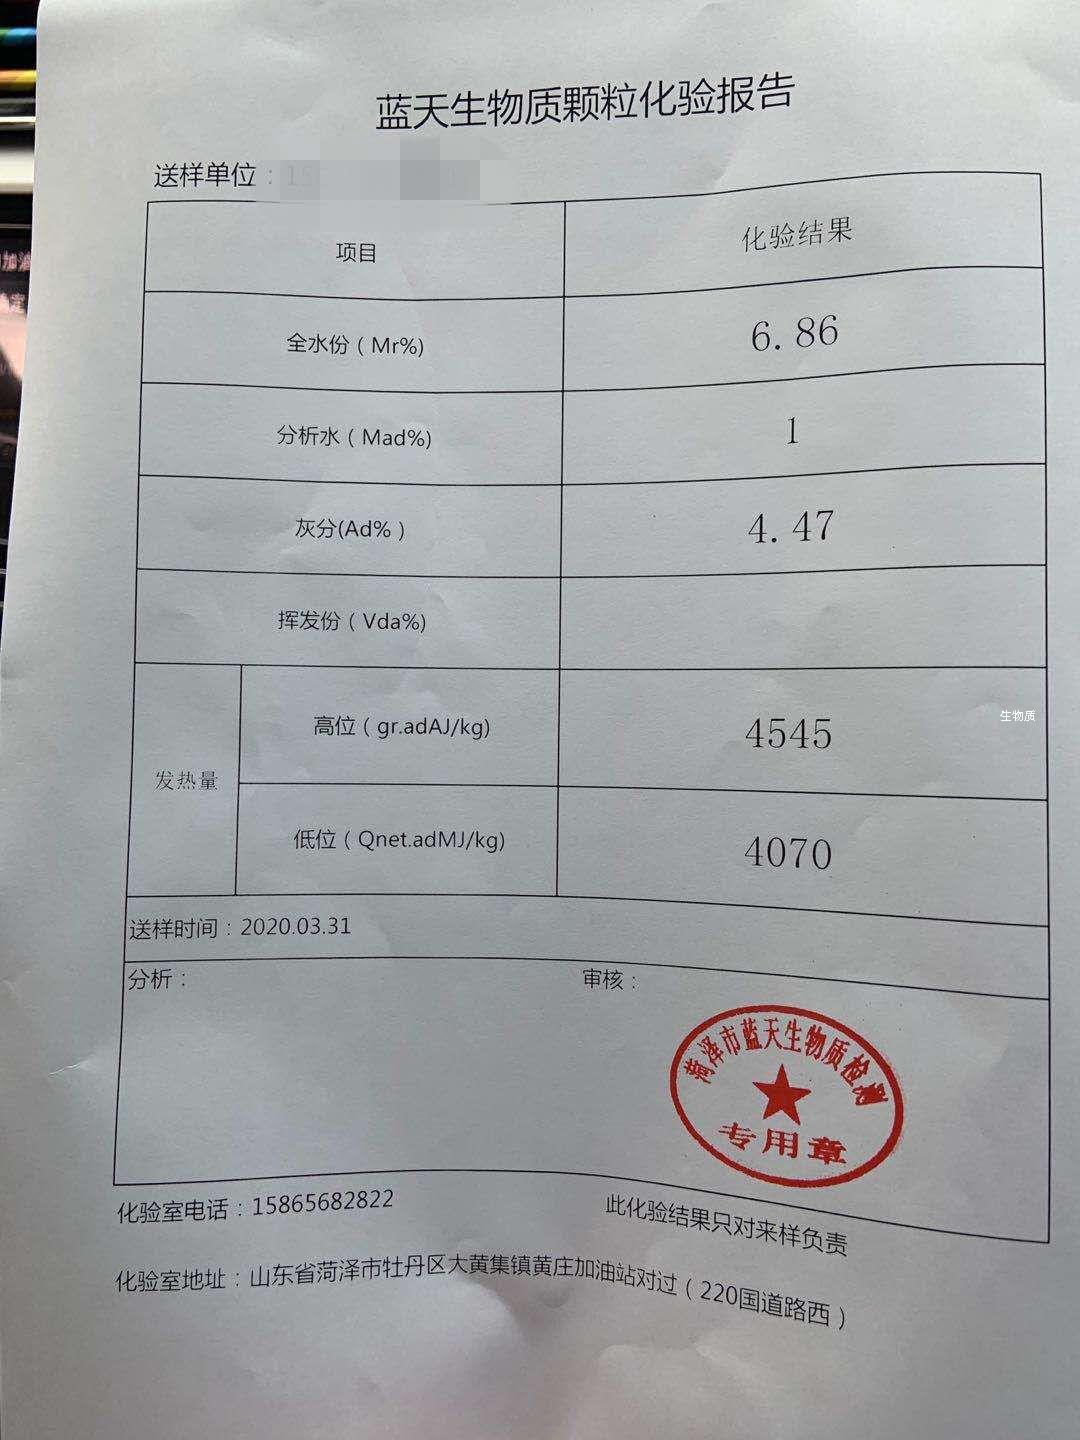 蓝天生物质颗粒化验报告
送样单位：
项目
化验结果
全水份（Mr%)
6.86
分析水（Mad%)
1
灰分(Ad%）
4.47
挥发份（Vda%)
发热量
高位（gr.adAJ/kg)
4545
生物质
低位（Qnet.adMJ/kg)
4070
送样时间：2020.03.31
分析：
审核：
菏泽市蓝天生物质检测
专用章
化验室电话：15865682822
此化验结果只对来样负责
化验室地址：山东省菏泽市牡丹区大黄集镇黄庄加油站对过（220国道路西）